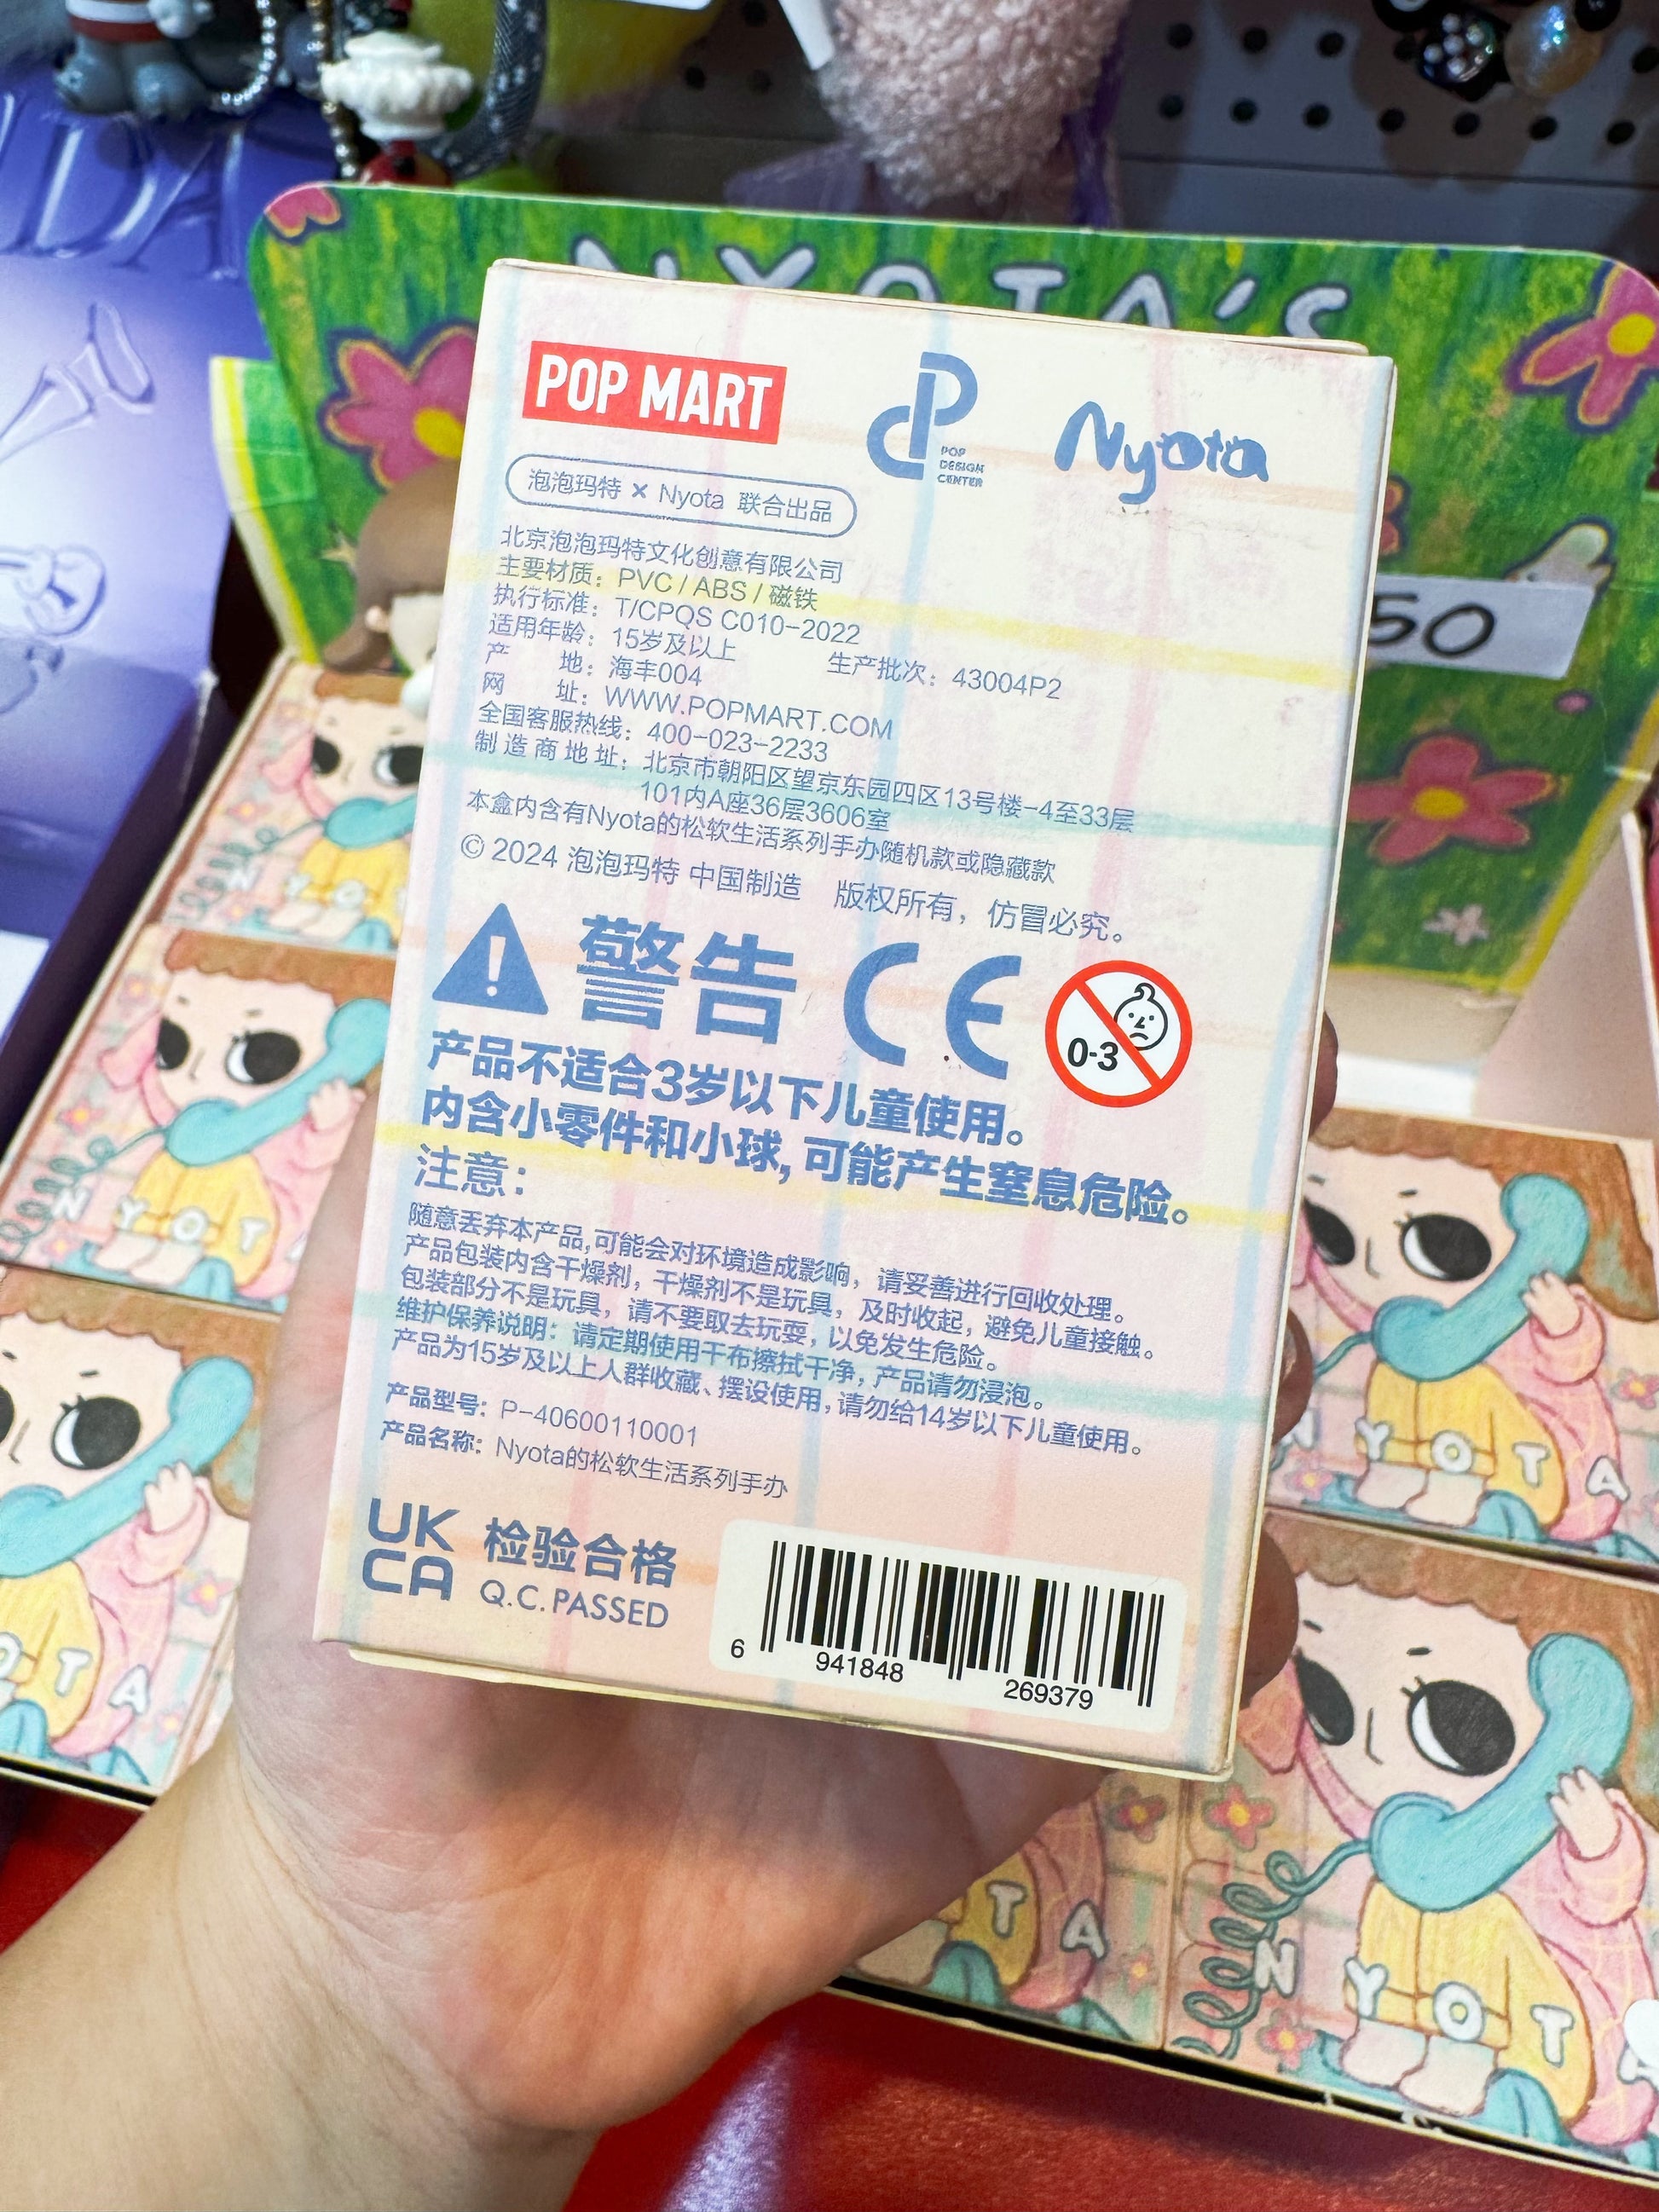 NYOTA'S
50
POP MART
POP
DESIGN
CENTER
Nyota
泡泡玛特 × Nyota 联合出品
北京泡泡玛特文化创意有限公司
主要材质：PVC / ABS / 磁铁
执行标准：T/CPQS C010-2022
适用年龄：15岁及以上 生产批次：43004P2
产 地：海丰004
网 址：WWW.POPMART.COM
全国客服热线：400-023-2233
制造商地址：北京市朝阳区望京东园四区13号楼-4至33层
101内A座36层3606室
本盒内含有Nyota的松软生活系列手办随机款或隐藏款
© 2024 泡泡玛特 中国制造 版权所有，仿冒必究。
警告 CE 0-3
产品不适合3岁以下儿童使用。
内含小零件和小球,可能产生窒息危险。
注意：
随意丢弃本产品,可能会对环境造成影响，请妥善进行回收处理。
产品包装内含干燥剂，干燥剂不是玩具，及时收起，避免儿童接触。
包装部分不是玩具，请不要取去玩耍，以免发生危险。
维护保养说明：请定期使用干布擦拭干净，产品请勿浸泡。
产品为15岁及以上人群收藏、摆设使用，请勿给14岁以下儿童使用。
产品型号：P-40600110001
产品名称：Nyota的松软生活系列手办
UK
CA
检验合格
Q.C.PASSED
6 941848 269379
NYOTA
NYOTA
NYOTA